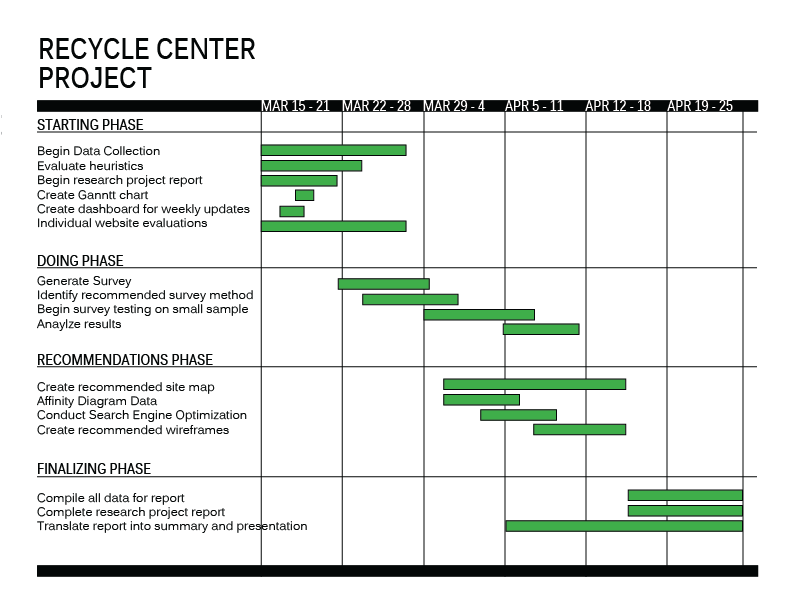 RECYCLE CENTER
PROJECT
MAR 15 - 21 MAR 22 - 28 MAR 29 - 4 APR 5 - 11 APR 12 - 18 APR 19 - 25
STARTING PHASE
Begin Data Collection
Evaluate heuristics
Begin research project report
Create Ganntt chart
Create dashboard for weekly updates
Individual website evaluations
DOING PHASE
Generate Survey
Identify recommended survey method
Begin survey testing on small sample
Anaylze results
RECOMMENDATIONS PHASE
Create recommended site map
Affinity Diagram Data
Conduct Search Engine Optimization
Create recommended wireframes
FINALIZING PHASE
Compile all data for report
Complete research project report
Translate report into summary and presentation